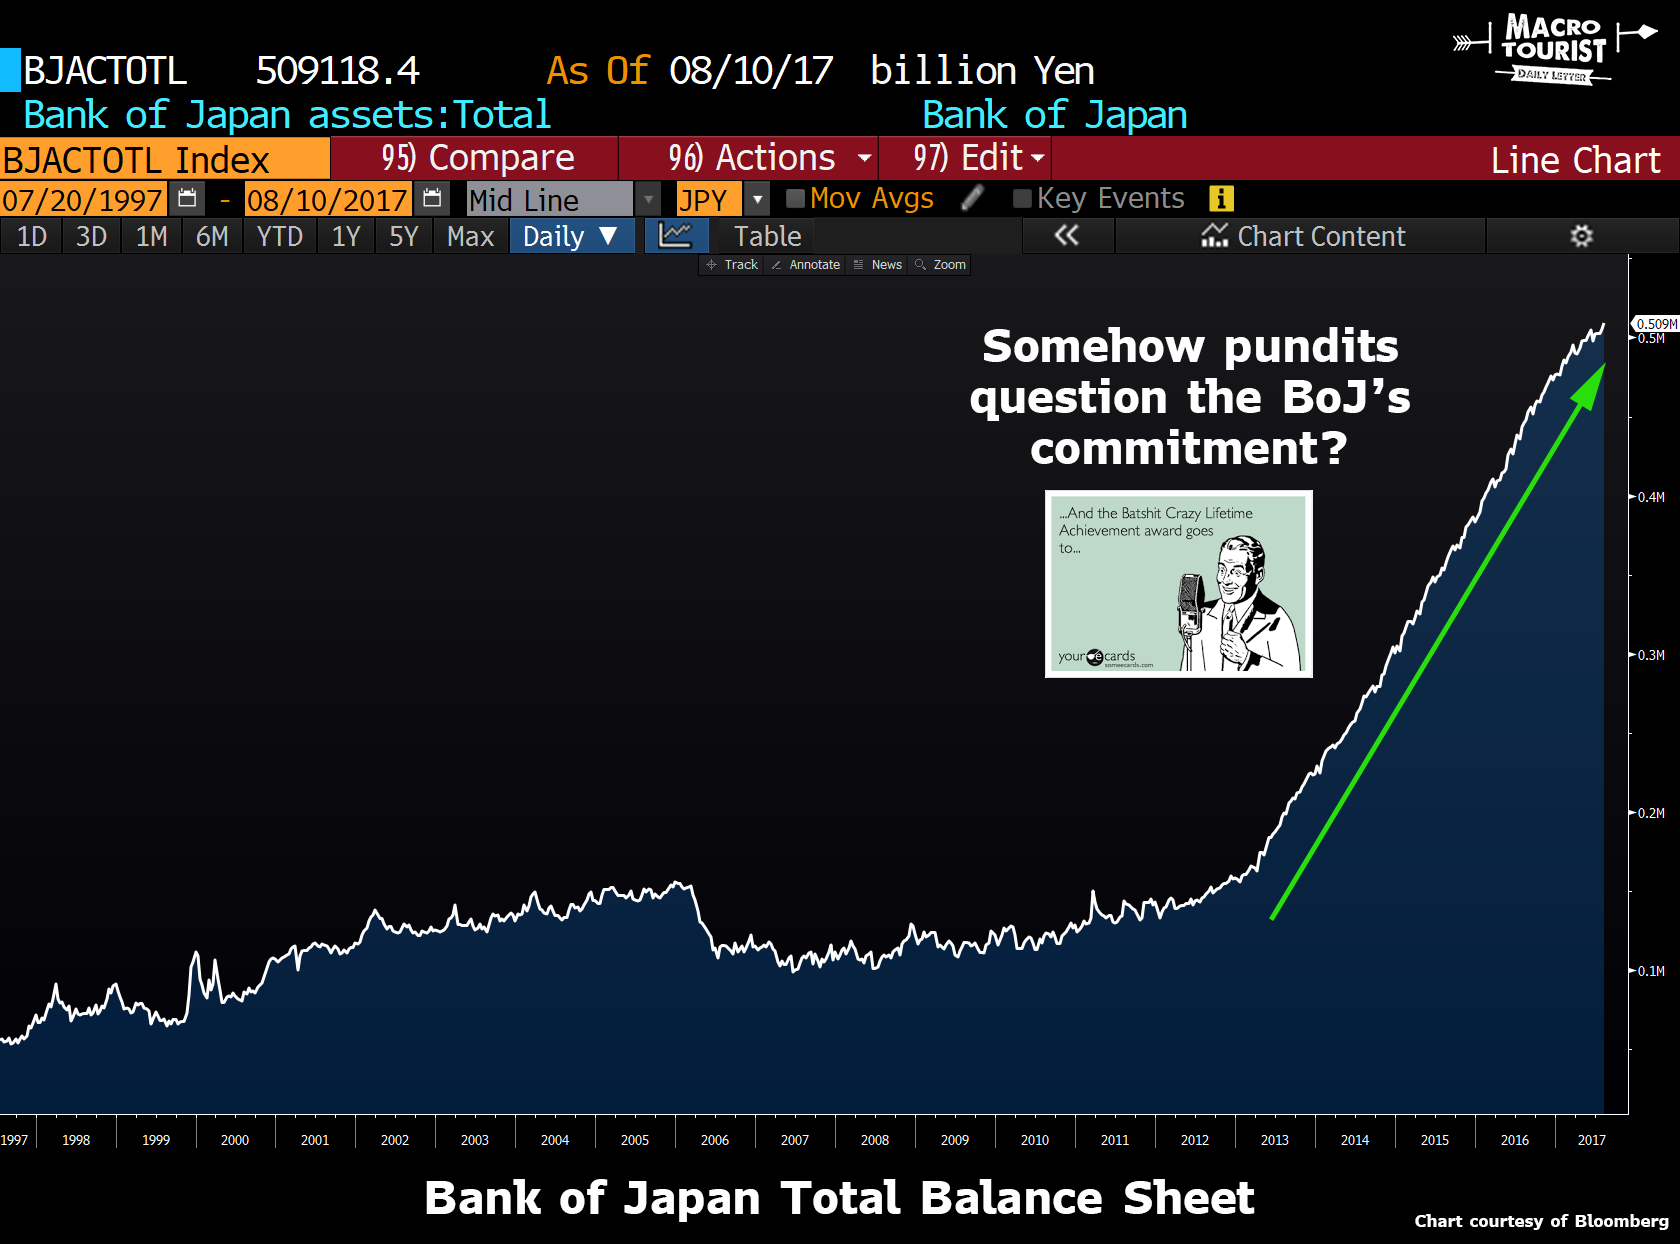 MACRO
TOURIST
DAILY LETTER
BJACTOTL 509118.4 As Of 08/10/17 billion Yen
Bank of Japan assets:Total Bank of Japan
BJACTOTL Index 95) Compare 96) Actions 97) Edit Line Chart
07/20/1997 - 08/10/2017 Mid Line JPY Mov Avgs Key Events i
1D 3D 1M 6M YTD 1Y 5Y Max Daily ▼ Table « Chart Content
Track Annotate News Zoom
0.509M
0.5M
Somehow pundits
question the BoJ's
commitment?
0.4M
...And the Batshit Crazy Lifetime
Achievement award goes
to...
your e cards
someecards.com
0.3M
0.2M
0.1M
1997 1998 1999 2000 2001 2002 2003 2004 2005 2006 2007 2008 2009 2010 2011 2012 2013 2014 2015 2016 2017
Bank of Japan Total Balance Sheet
Chart courtesy of Bloomberg